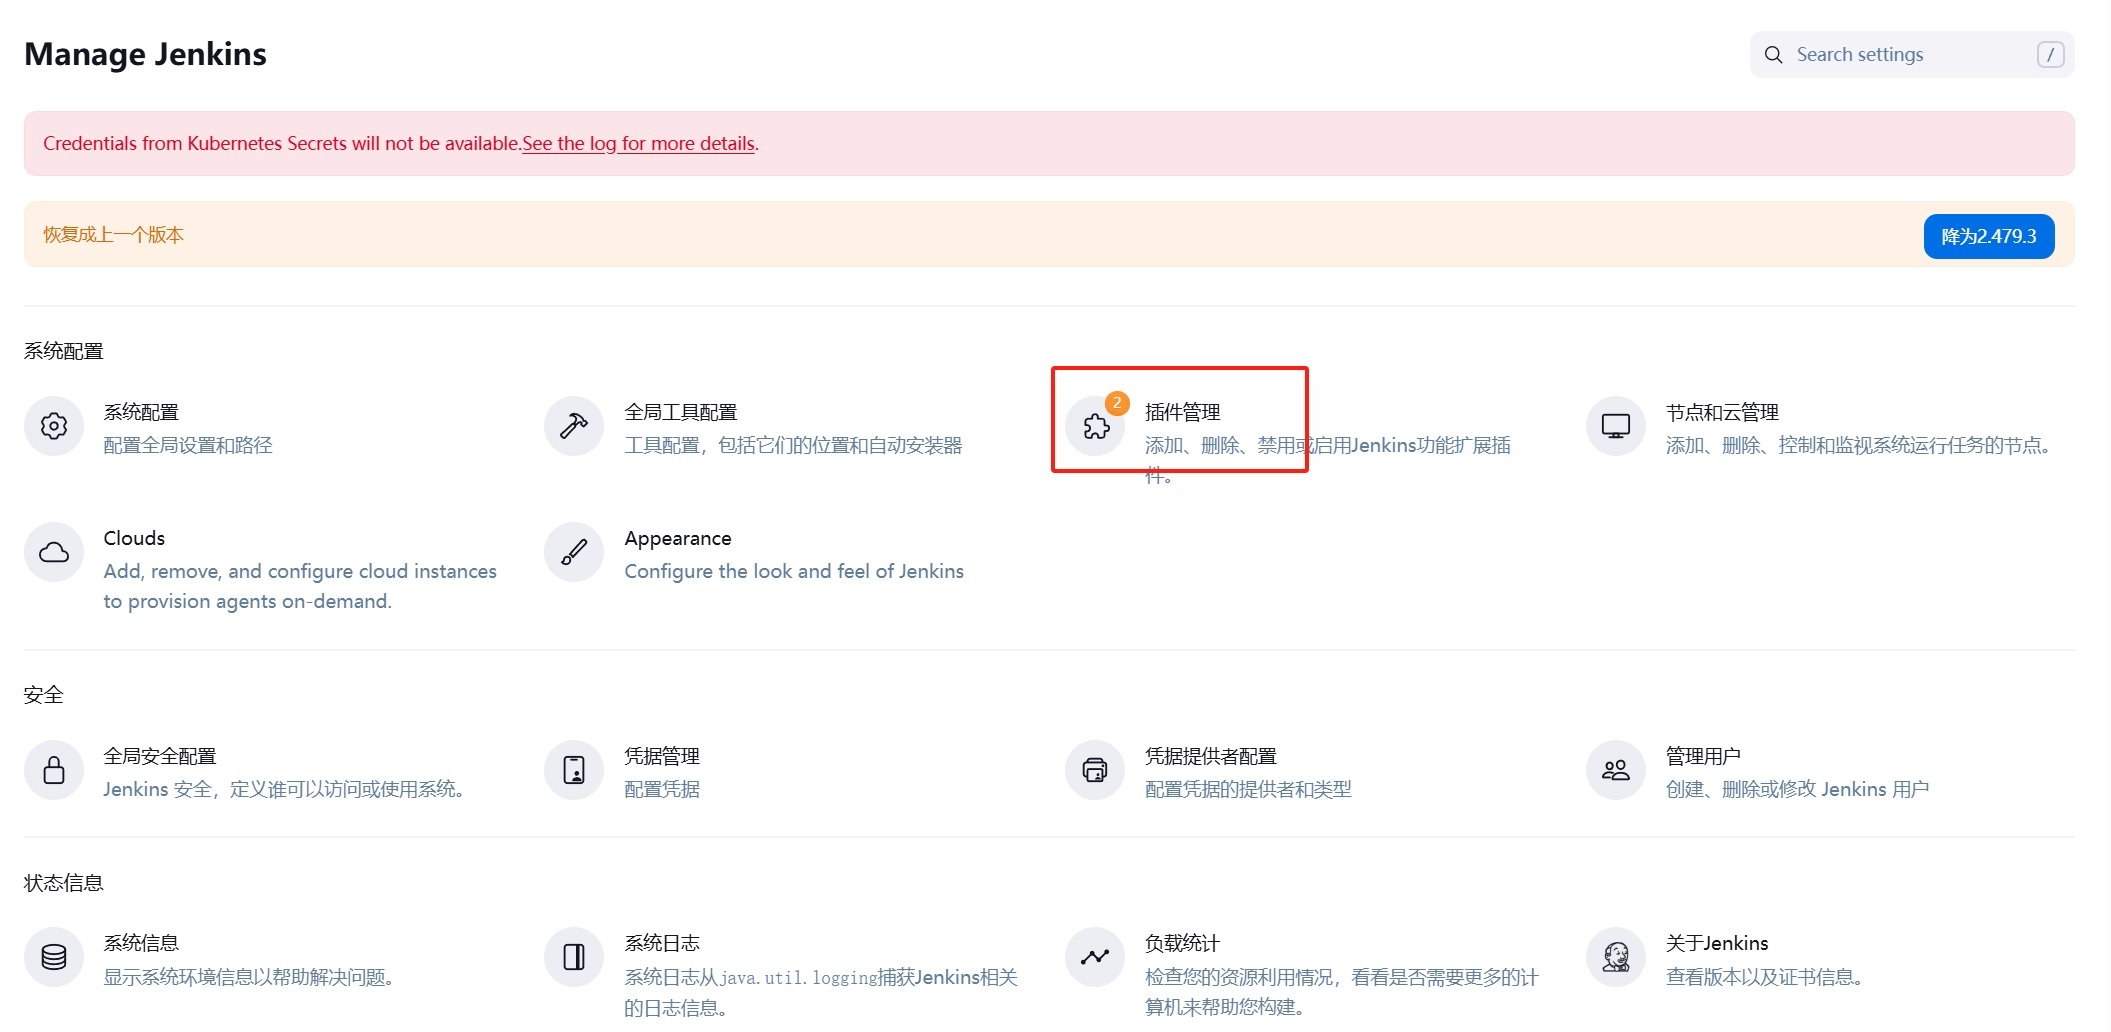 Manage Jenkins
Search settings
/
Credentials from Kubernetes Secrets will not be available.See the log for more details.
恢复成上一个版本
降为2.479.3
系统配置
系统配置
配置全局设置和路径
全局工具配置
工具配置，包括它们的位置和自动安装器
2
插件管理
添加、删除、禁用或启用Jenkins功能扩展插
件。
节点和云管理
添加、删除、控制和监视系统运行任务的节点。
Clouds
Add, remove, and configure cloud instances
to provision agents on-demand.
Appearance
Configure the look and feel of Jenkins
安全
全局安全配置
Jenkins 安全，定义谁可以访问或使用系统。
凭据管理
配置凭据
凭据提供者配置
配置凭据的提供者和类型
管理用户
创建、删除或修改 Jenkins 用户
状态信息
系统信息
显示系统环境信息以帮助解决问题。
系统日志
系统日志从java.util.logging捕获Jenkins相关
的日志信息。
负载统计
检查您的资源利用情况，看看是否需要更多的计
算机来帮助您构建。
关于Jenkins
查看版本以及证书信息。